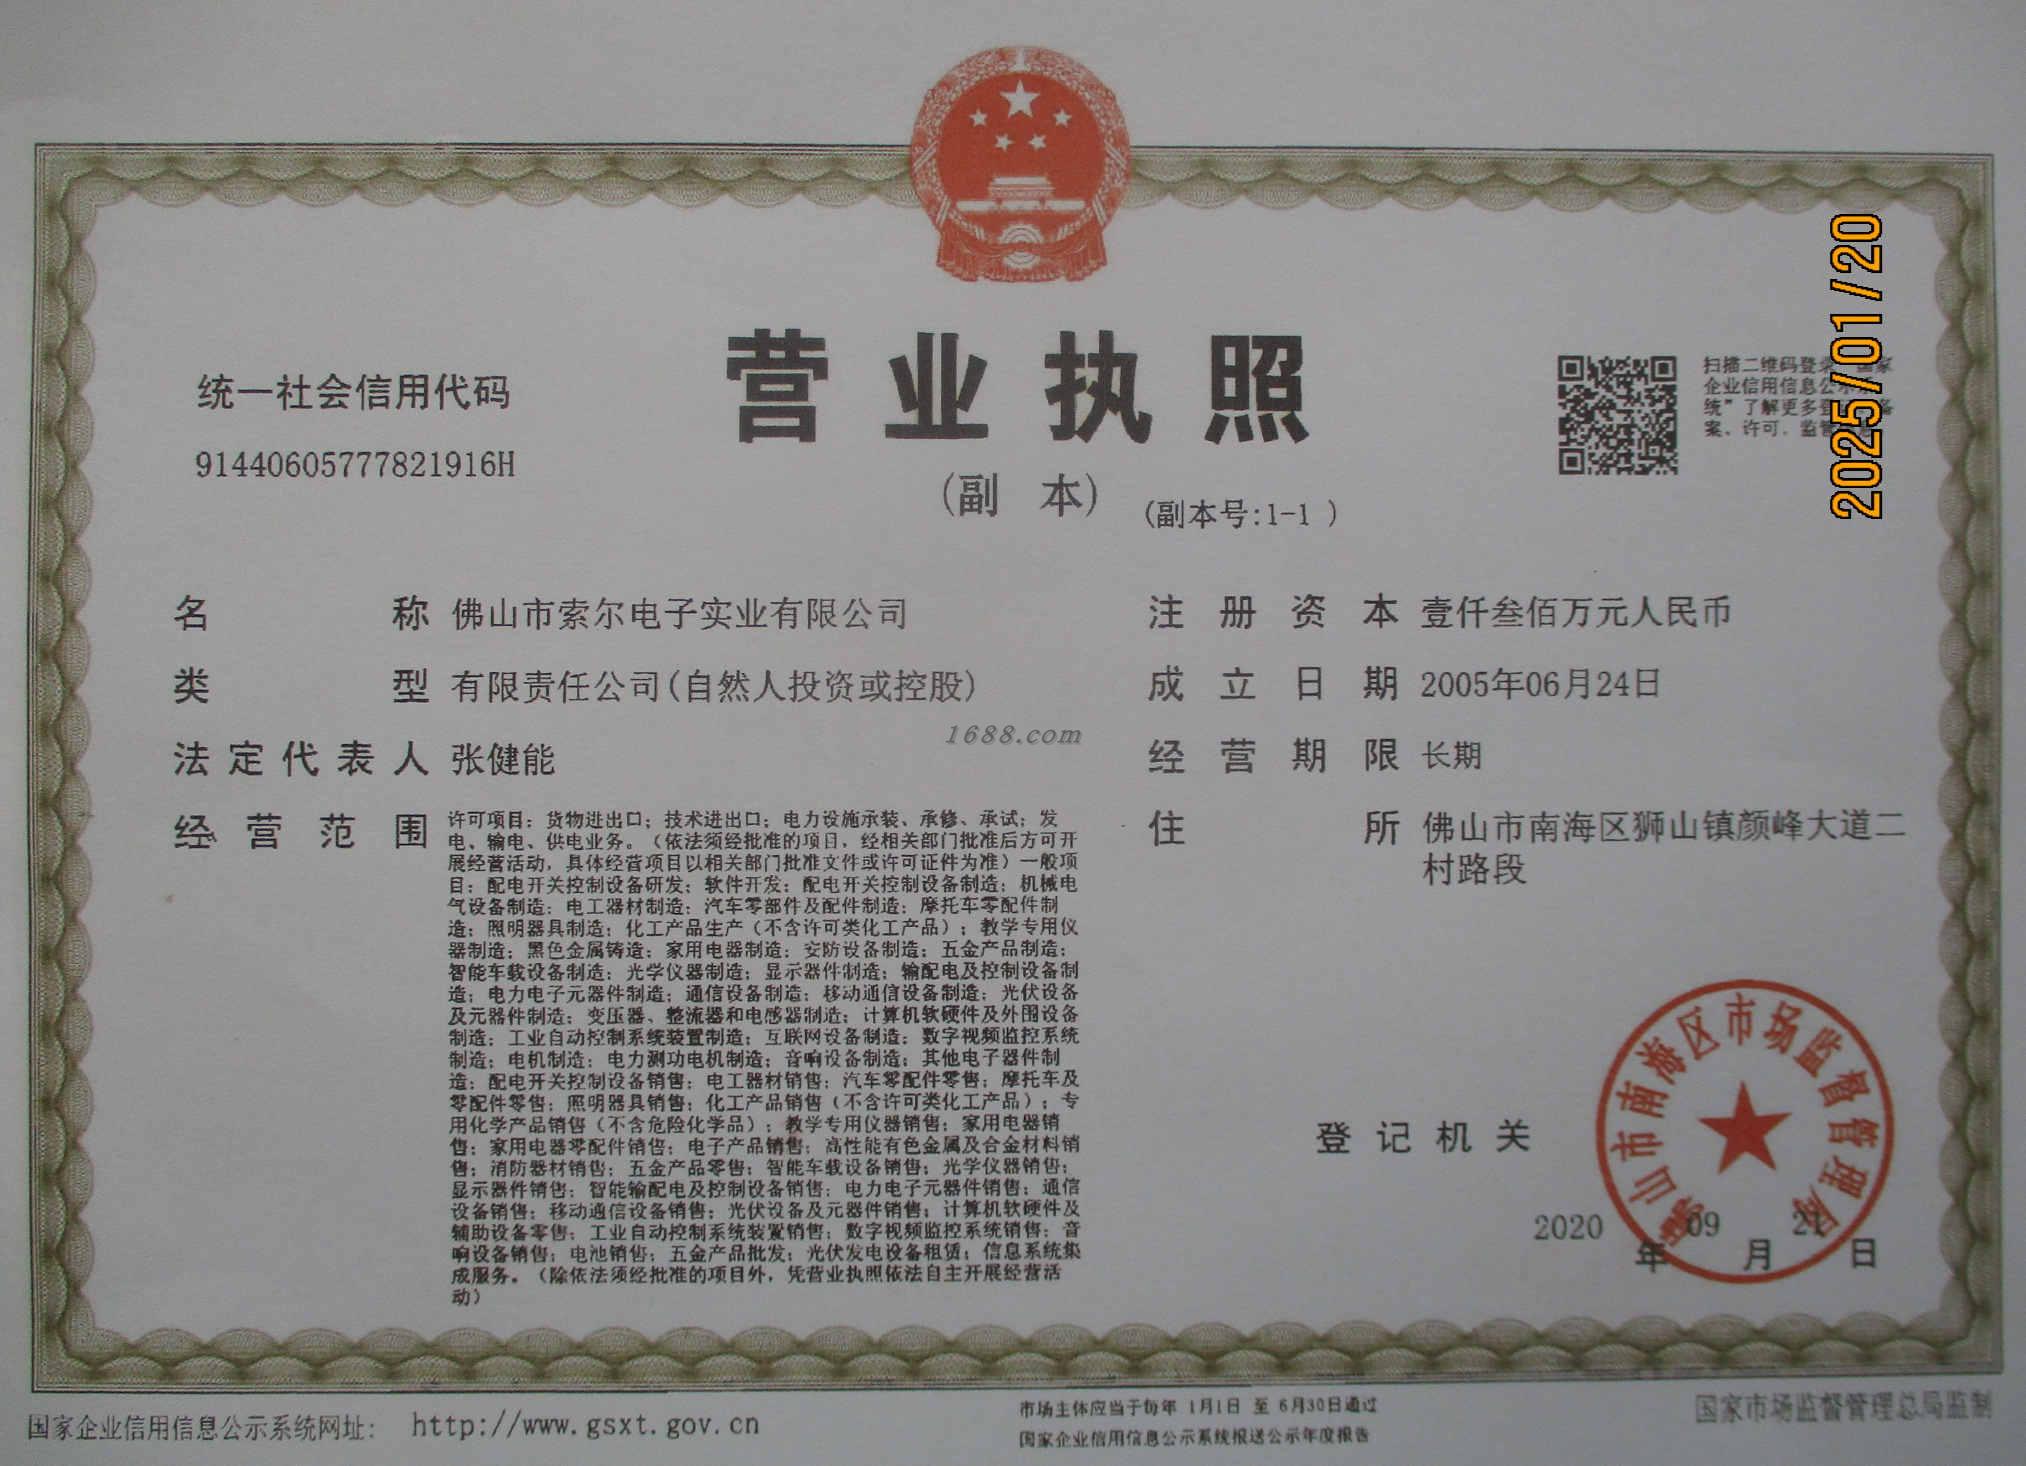 营业执照
(副 本)
(副本号:1-1 )
统一社会信用代码
91440605777821916H
扫描二维码登录
企业信用信息公示系
统”了解更多登
案、许可、监管
2025/01/20
名 称 佛山市索尔电子实业有限公司
类 型 有限责任公司(自然人投资或控股)
法定代表人 张健能
经营范围
许可项目：货物进出口；技术进出口；电力设施承装、承修、承试；发
电、输电、供电业务。（依法须经批准的项目，经相关部门批准后方可开
展经营活动，具体经营项目以相关部门批准文件或许可证件为准）一般项
目：配电开关控制设备研发；软件开发；配电开关控制设备制造；机械电
气设备制造；电工器材制造；汽车零部件及配件制造；摩托车零配件制
造；照明器具制造；化工产品生产（不含许可类化工产品）；教学专用仪
器制造；黑色金属铸造；家用电器制造；安防设备制造；五金产品制造；
智能车载设备制造；光学仪器制造；显示器件制造；输配电及控制设备制
造；电力电子元器件制造；通信设备制造；移动通信设备制造；光伏设备
及元器件制造；变压器、整流器和电感器制造；计算机软硬件及外围设备
制造；工业自动控制系统装置制造；互联网设备制造；数字视频监控系统
制造；电机制造；电力测功电机制造；音响设备制造；其他电子器件制
造；配电开关控制设备销售；电工器材销售；汽车零配件零售；摩托车及
零配件零售；照明器具销售；化工产品销售（不含许可类化工产品）；专
用化学产品销售（不含危险化学品）；教学专用仪器销售；家用电器销
售；家用电器零配件销售；电子产品销售；高性能有色金属及合金材料销
售；消防器材销售；五金产品零售；智能车载设备销售；光学仪器销售；
显示器件销售；智能输配电及控制设备销售；电力电子元器件销售；通信
设备销售；移动通信设备销售；光伏设备及元器件销售；计算机软硬件及
辅助设备零售；工业自动控制系统装置销售；数字视频监控系统销售；音
响设备销售；电池销售；五金产品批发；光伏发电设备租赁；信息系统集
成服务。（除依法须经批准的项目外，凭营业执照依法自主开展经营活
动）
注册资本 壹仟叁佰万元人民币
成立日期 2005年06月24日
经营期限 长期
住 所 佛山市南海区狮山镇颜峰大道二
村路段
1688.com
登记机关
佛山市南海区市场监督管理局
2020 年 09 月 21 日
国家企业信用信息公示系统网址： http://www.gsxt.gov.cn
市场主体应当于每年 1月1日 至 6月30日通过
国家企业信用信息公示系统报送公示年度报告
国家市场监督管理总局监制